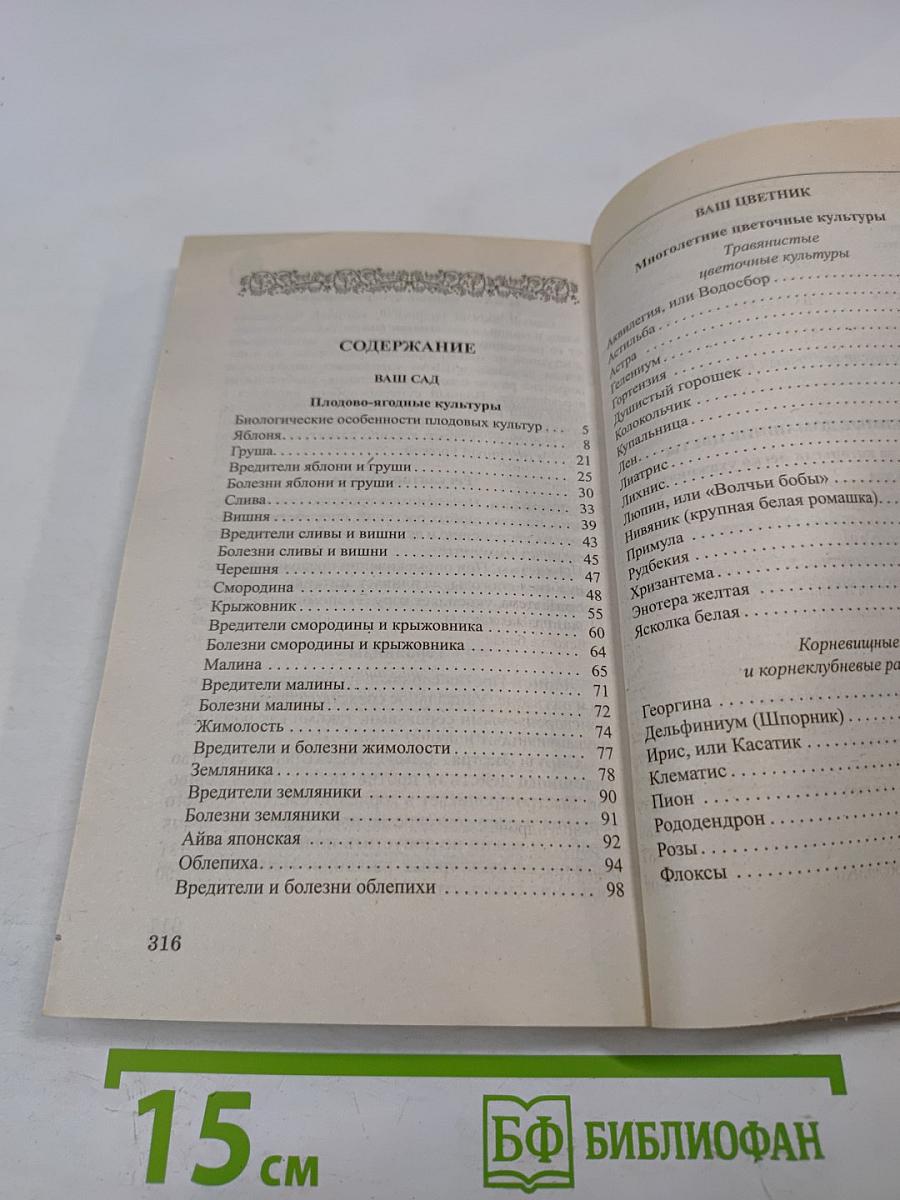 СОДЕРЖАНИЕ
ВАШ САД
Плодово-ягодные культуры
Биологические особенности плодовых культур . . . 5
Яблоня. . . . . . . . . . . . . . . . . . . . . . . . . . . . . . 8
Груша. . . . . . . . . . . . . . . . . . . . . . . . . . . . . . 21
Вредители яблони и груши . . . . . . . . . . . . . . . 25
Болезни яблони и груши . . . . . . . . . . . . . . . . . 30
Слива. . . . . . . . . . . . . . . . . . . . . . . . . . . . . . 33
Вишня . . . . . . . . . . . . . . . . . . . . . . . . . . . . . 39
Вредители сливы и вишни . . . . . . . . . . . . . . . 43
Болезни сливы и вишни . . . . . . . . . . . . . . . . . 45
Черешня . . . . . . . . . . . . . . . . . . . . . . . . . . . . 47
Смородина . . . . . . . . . . . . . . . . . . . . . . . . . . 48
Крыжовник . . . . . . . . . . . . . . . . . . . . . . . . . . 55
Вредители смородины и крыжовника . . . . . . . . 60
Болезни смородины и крыжовника . . . . . . . . . . 64
Малина . . . . . . . . . . . . . . . . . . . . . . . . . . . . . 65
Вредители малины. . . . . . . . . . . . . . . . . . . . . 71
Болезни малины. . . . . . . . . . . . . . . . . . . . . . . 72
Жимолость . . . . . . . . . . . . . . . . . . . . . . . . . . 74
Вредители и болезни жимолости . . . . . . . . . . . 77
Земляника . . . . . . . . . . . . . . . . . . . . . . . . . . . 78
Вредители земляники . . . . . . . . . . . . . . . . . . . 90
Болезни земляники . . . . . . . . . . . . . . . . . . . . . 91
Айва японская . . . . . . . . . . . . . . . . . . . . . . . . 92
Облепиха. . . . . . . . . . . . . . . . . . . . . . . . . . . . 94
Вредители и болезни облепихи . . . . . . . . . . . . 98
316
ВАШ ЦВЕТНИК
Многолетние цветочные культуры
Травянистые
цветочные культуры
Аквилегия, или Водосбор . . . . . . . . . .
Астильба . . . . . . . . . . . . . . . . . . .
Астра . . . . . . . . . . . . . . . . . . . . .
Гелениум. . . . . . . . . . . . . . . . . . .
Гортензия . . . . . . . . . . . . . . . . . .
Душистый горошек . . . . . . . . . . . .
Колокольчик . . . . . . . . . . . . . . . .
Купальница . . . . . . . . . . . . . . . . .
Лен. . . . . . . . . . . . . . . . . . . . . . .
Лиатрис . . . . . . . . . . . . . . . . . . .
Лихнис. . . . . . . . . . . . . . . . . . . .
Люпин, или «Волчьи бобы» . . . . . . .
Нивяник (крупная белая ромашка). .
Примула . . . . . . . . . . . . . . . . . . .
Рудбекия . . . . . . . . . . . . . . . . . .
Хризантема. . . . . . . . . . . . . . . . .
Энотера желтая . . . . . . . . . . . . . .
Ясколка белая . . . . . . . . . . . . . . .
Корневищные
и корнеклубневые ра
Георгина . . . . . . . . . . . . . . . . . .
Дельфиниум (Шпорник) . . . . . . .
Ирис, или Касатик . . . . . . . . . . .
Клематис. . . . . . . . . . . . . . . . . .
Пион . . . . . . . . . . . . . . . . . . . . .
Рододендрон . . . . . . . . . . . . . . .
Розы. . . . . . . . . . . . . . . . . . . . . .
Флоксы . . . . . . . . . . . . . . . . . . .
15 см
БФ БИБЛИОФАН